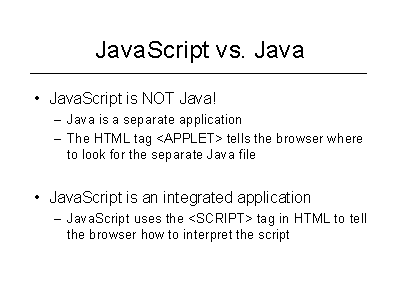 JavaScript vs. Java
• JavaScript is NOT Java!
– Java is a separate application
– The HTML tag <APPLET> tells the browser where
to look for the separate Java file
• JavaScript is an integrated application
– JavaScript uses the <SCRIPT> tag in HTML to tell
the browser how to interpret the script